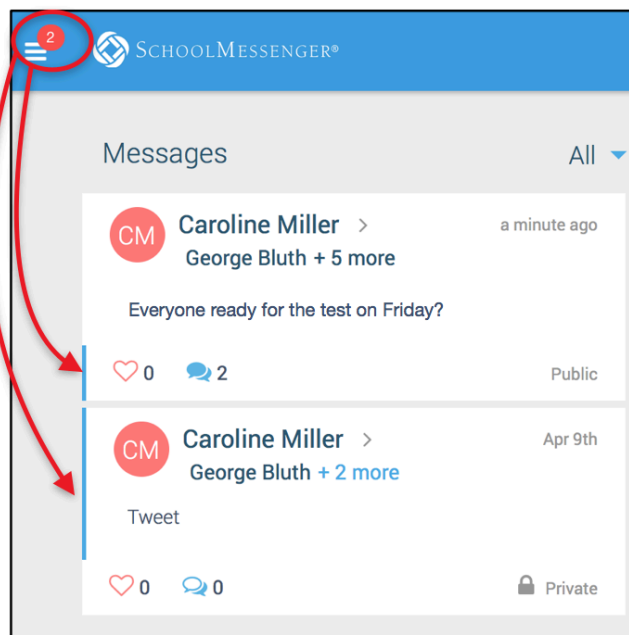 2
SCHOOLMESSENGER®
Messages
All
CM
Caroline Miller >
a minute ago
George Bluth + 5 more
Everyone ready for the test on Friday?
0
2
Public
CM
Caroline Miller >
Apr 9th
George Bluth + 2 more
Tweet
0
0
Private